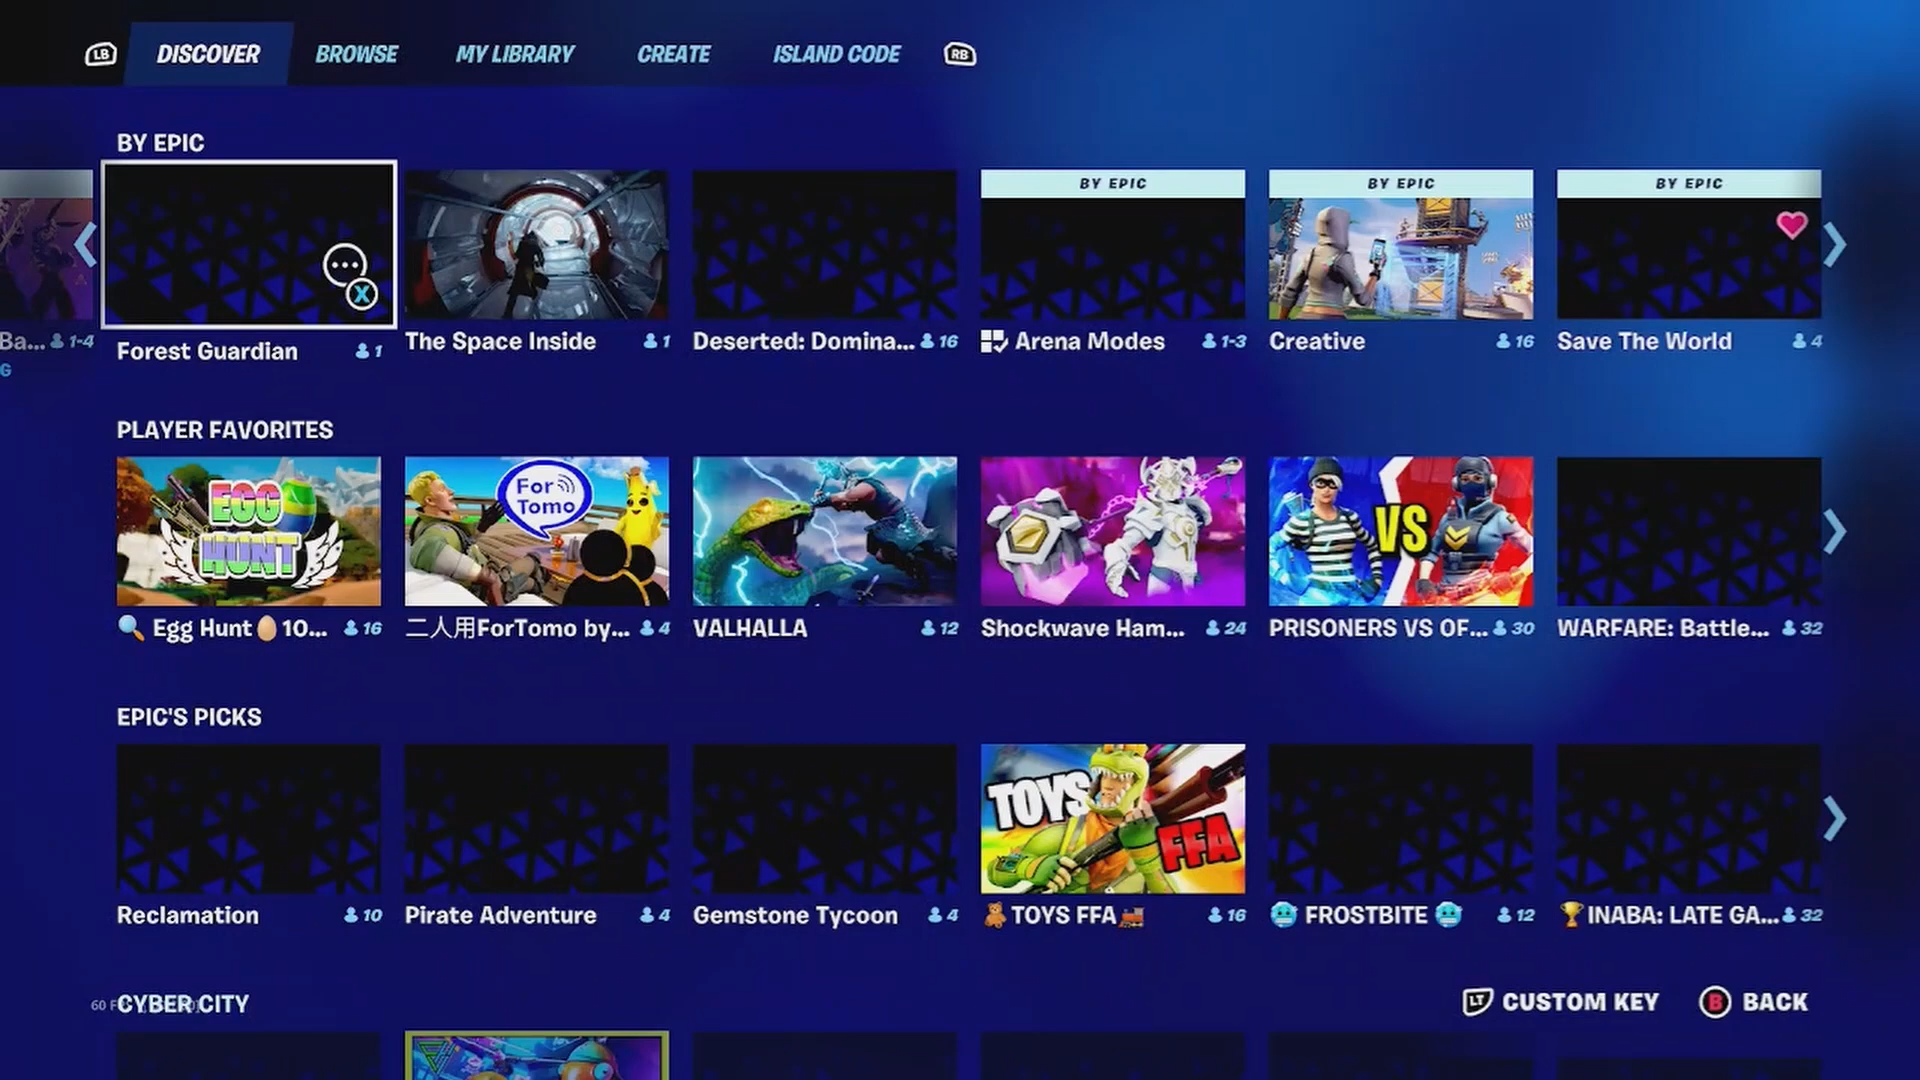 LB DISCOVER BROWSE MY LIBRARY CREATE ISLAND CODE RB
BY EPIC
BY EPIC BY EPIC BY EPIC
X
Ba... 1-4 Forest Guardian 1 The Space Inside 1 Deserted: Domina... 16 Arena Modes 1-3 Creative 16 Save The World 4
G
PLAYER FAVORITES
EGG HUNT
For Tomo
VS
🔍 Egg Hunt🥚10... 16 二人用ForTomo by... 4 VALHALLA 12 Shockwave Ham... 24 PRISONERS VS OF... 30 WARFARE: Battle... 32
EPIC'S PICKS
TOYS
FFA
Reclamation 10 Pirate Adventure 4 Gemstone Tycoon 4 🧸TOYS FFA🚂 16 🥶 FROSTBITE 🥶 12 🏆INABA: LATE GA... 32
60 CYBER CITY
LT CUSTOM KEY B BACK